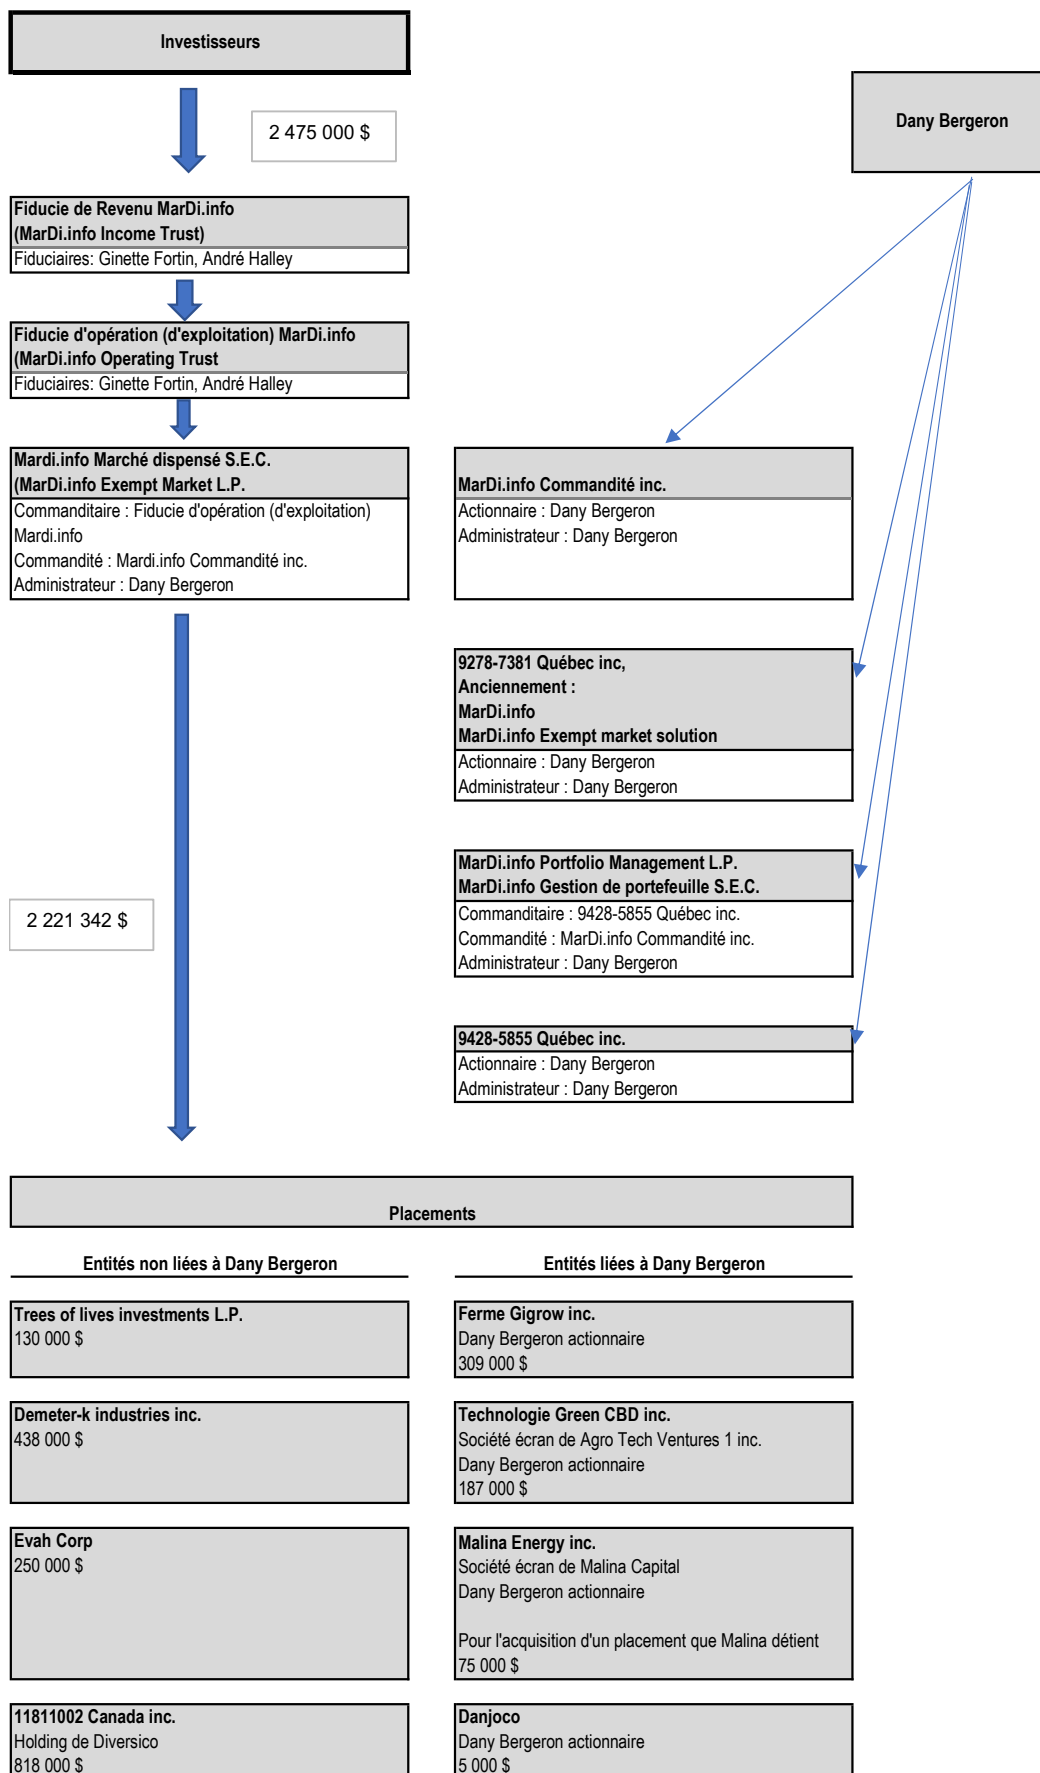 Investisseurs
2 475 000 $
Dany Bergeron
Fiducie de Revenu MarDi.info
(MarDi.info Income Trust)
Fiduciaires: Ginette Fortin, André Halley
Fiducie d'opération (d'exploitation) MarDi.info
(MarDi.info Operating Trust
Fiduciaires: Ginette Fortin, André Halley
Mardi.info Marché dispensé S.E.C.
(MarDi.info Exempt Market L.P.
Commanditaire : Fiducie d'opération (d'exploitation)
Mardi.info
Commandité : Mardi.info Commandité inc.
Administrateur : Dany Bergeron
MarDi.info Commandité inc.
Actionnaire : Dany Bergeron
Administrateur : Dany Bergeron
9278-7381 Québec inc,
Anciennement :
MarDi.info
MarDi.info Exempt market solution
Actionnaire : Dany Bergeron
Administrateur : Dany Bergeron
MarDi.info Portfolio Management L.P.
MarDi.info Gestion de portefeuille S.E.C.
Commanditaire : 9428-5855 Québec inc.
Commandité : MarDi.info Commandité inc.
Administrateur : Dany Bergeron
2 221 342 $
9428-5855 Québec inc.
Actionnaire : Dany Bergeron
Administrateur : Dany Bergeron
Placements
Entités non liées à Dany Bergeron
Entités liées à Dany Bergeron
Trees of lives investments L.P.
130 000 $
Ferme Gigrow inc.
Dany Bergeron actionnaire
309 000 $
Demeter-k industries inc.
438 000 $
Technologie Green CBD inc.
Société écran de Agro Tech Ventures 1 inc.
Dany Bergeron actionnaire
187 000 $
Evah Corp
250 000 $
Malina Energy inc.
Société écran de Malina Capital
Dany Bergeron actionnaire
Pour l'acquisition d'un placement que Malina détient
75 000 $
11811002 Canada inc.
Holding de Diversico
818 000 $
Danjoco
Dany Bergeron actionnaire
5 000 $